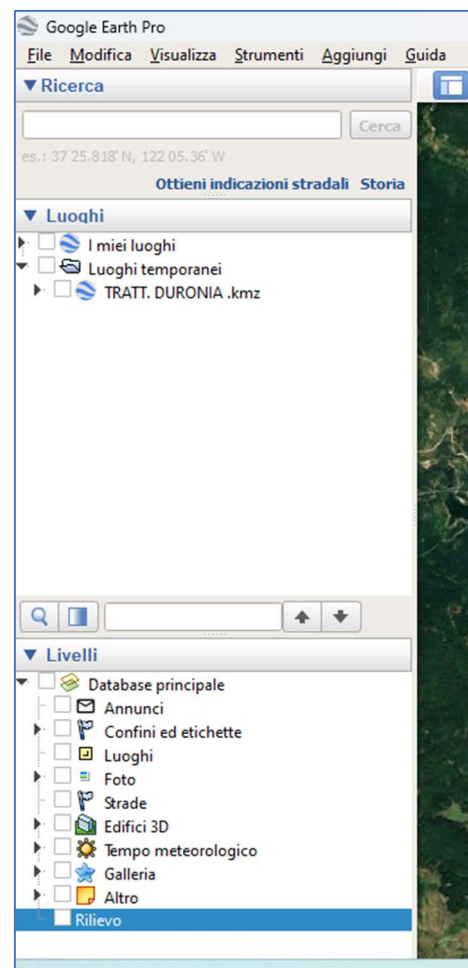 Google Earth Pro
File Modifica Visualizza Strumenti Aggiungi Guida
Ricerca
Cerca
es.: 37 25.818' N, 122 05.36' W
Ottieni indicazioni stradali Storia
Luoghi
I miei luoghi
Luoghi temporanei
TRATT. DURONIA .kmz
Livelli
Database principale
Annunci
Confini ed etichette
Luoghi
Foto
Strade
Edifici 3D
Tempo meteorologico
Galleria
Altro
Rilievo